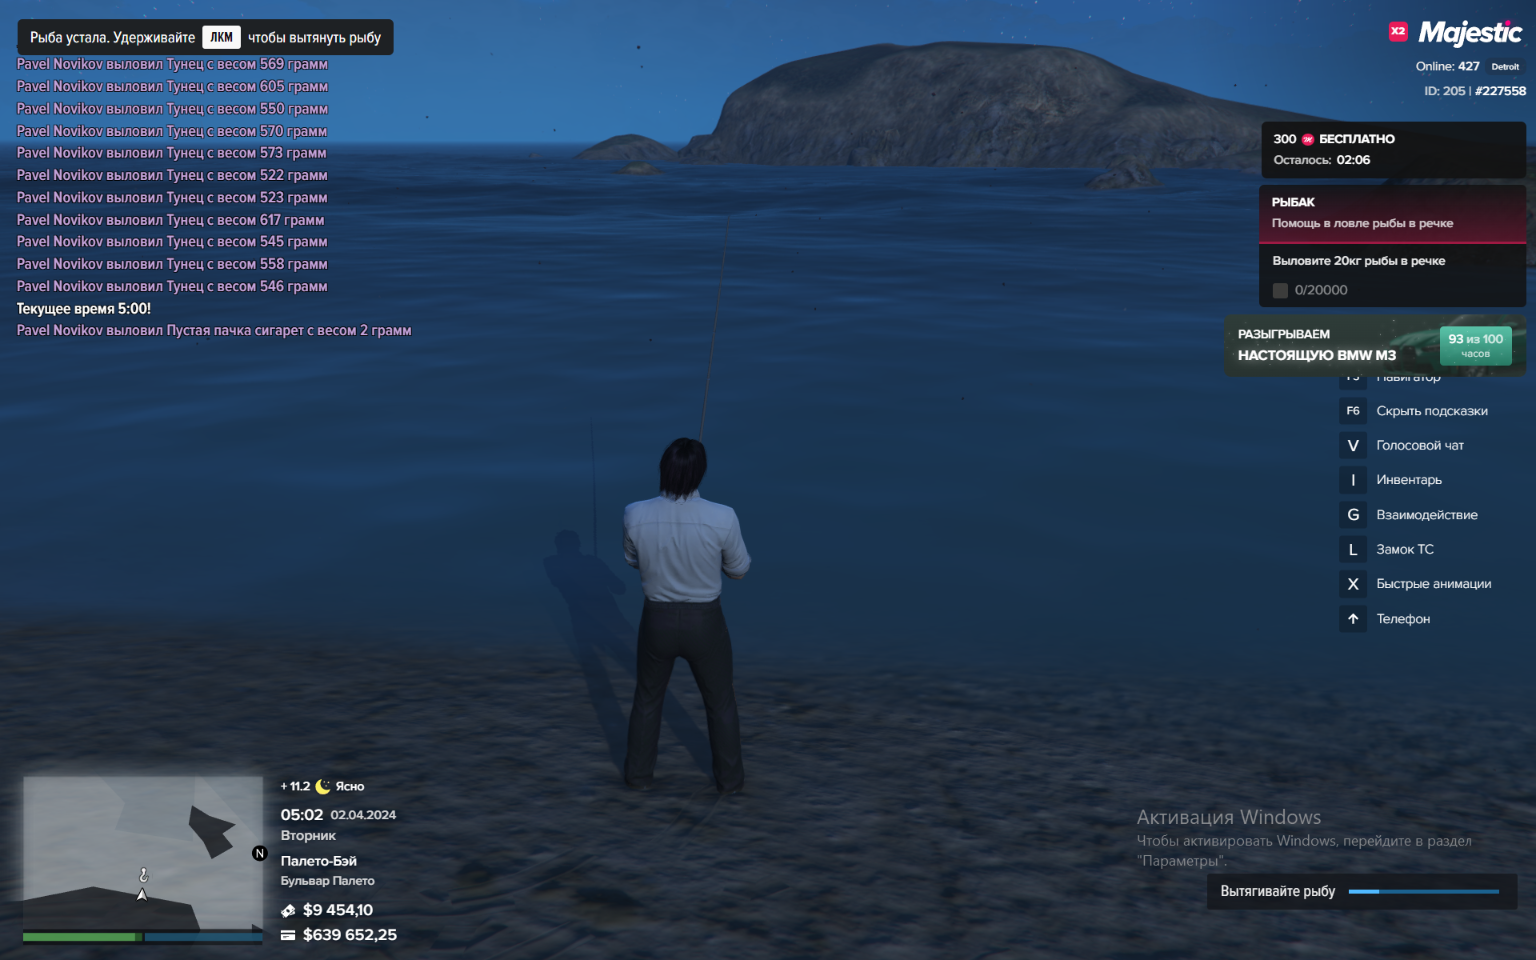 Рыба устала. Удерживайте ЛКМ чтобы вытянуть рыбу
Pavel Novikov выловил Тунец с весом 569 грамм
Pavel Novikov выловил Тунец с весом 605 грамм
Pavel Novikov выловил Тунец с весом 550 грамм
Pavel Novikov выловил Тунец с весом 570 грамм
Pavel Novikov выловил Тунец с весом 573 грамм
Pavel Novikov выловил Тунец с весом 522 грамм
Pavel Novikov выловил Тунец с весом 523 грамм
Pavel Novikov выловил Тунец с весом 617 грамм
Pavel Novikov выловил Тунец с весом 545 грамм
Pavel Novikov выловил Тунец с весом 558 грамм
Pavel Novikov выловил Тунец с весом 546 грамм
Текущее время 5:00!
Pavel Novikov выловил Пустая пачка сигарет с весом 2 грамм
X2 Majestic
Online: 427 Detroit
ID: 205 | #227558
300 БЕСПЛАТНО
Осталось: 02:06
РЫБАК
Помощь в ловле рыбы в речке
Выловите 20кг рыбы в речке
0/20000
РАЗЫГРЫВАЕМ
НАСТОЯЩУЮ BMW M3
93 из 100
часов
Навигатор
F6 Скрыть подсказки
V Голосовой чат
I Инвентарь
G Взаимодействие
L Замок ТС
X Быстрые анимации
Телефон
N
+11.2 Ясно
05:02 02.04.2024
Вторник
Палето-Бэй
Бульвар Палето
$9 454,10
$639 652,25
Активация Windows
Чтобы активировать Windows, перейдите в раздел
"Параметры".
Вытягивайте рыбу